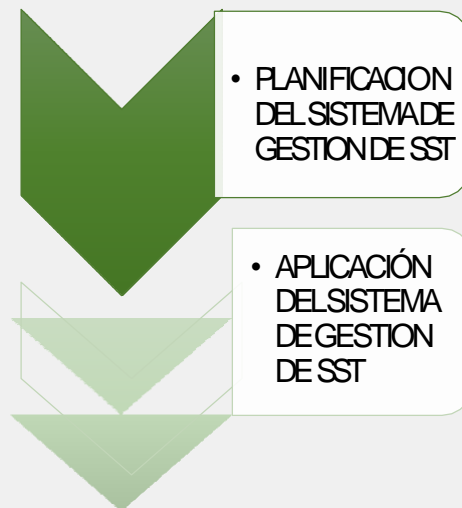 • PLANIFICACION
DEL SISTEMA DE
GESTION DE SST
• APLICACIÓN
DEL SISTEMA
DE GESTION
DE SST